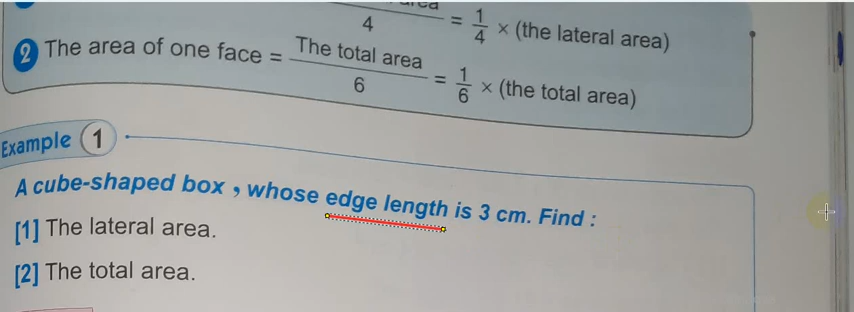 4 = 1/4 × (the lateral area)
2 The area of one face = The total area / 6 = 1/6 × (the total area)
Example 1
A cube-shaped box , whose edge length is 3 cm. Find :
[1] The lateral area.
[2] The total area.